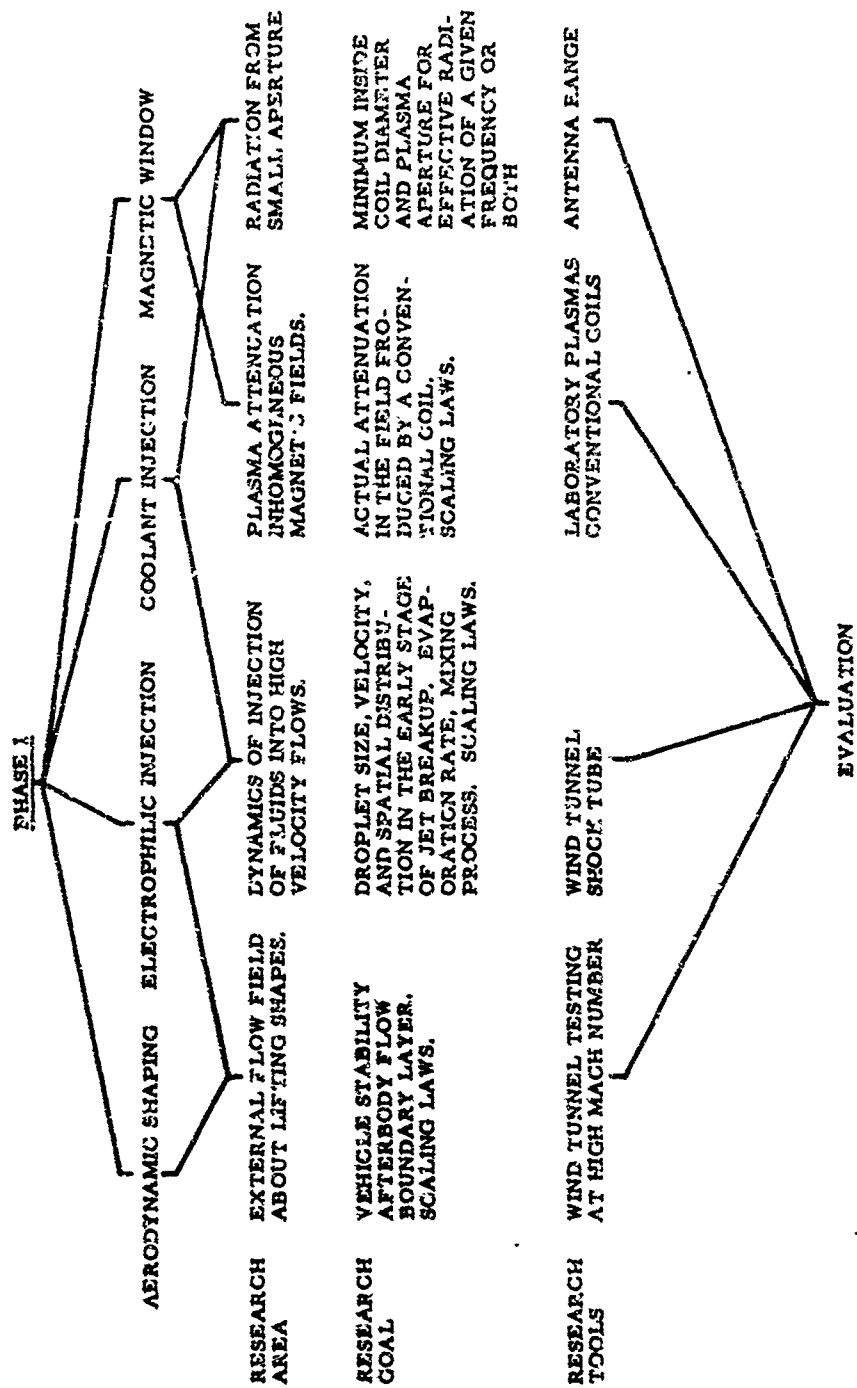 PHASE 1
AERODYNAMIC SHAPING
ELECTROPHILIC INJECTION
COOLANT INJECTION
MAGNETIC WINDOW
RESEARCH
AREA
EXTERNAL FLOW FIELD
ABOUT LIFTING SHAPES.
DYNAMICS OF INJECTION
OF FLUIDS INTO HIGH
VELOCITY FLOWS.
PLASMA ATTENUATION
INHOMOGENEOUS
MAGNETIC FIELDS.
RADIATION FROM
SMALL APERTURE
RESEARCH
GOAL
VEHICLE STABILITY
AFTERBODY FLOW
BOUNDARY LAYER.
SCALING LAWS.
DROPLET SIZE, VELOCITY,
AND SPATIAL DISTRIBU-
TION IN THE EARLY STAGE
OF JET BREAKUP. EVAP-
ORATION RATE, MIXING
PROCESS. SCALING LAWS.
ACTUAL ATTENUATION
IN THE FIELD PRO-
DUCED BY A CONVEN-
TIONAL COIL.
SCALING LAWS.
MINIMUM INSIDE
COIL DIAMETER
AND PLASMA
APERTURE FOR
EFFECTIVE RADI-
ATION OF A GIVEN
FREQUENCY OR
BOTH
RESEARCH
TOOLS
WIND TUNNEL TESTING
AT HIGH MACH NUMBER
WIND TUNNEL
SHOCK TUBE
LABORATORY PLASMAS
CONVENTIONAL COILS
ANTENNA RANGE
EVALUATION